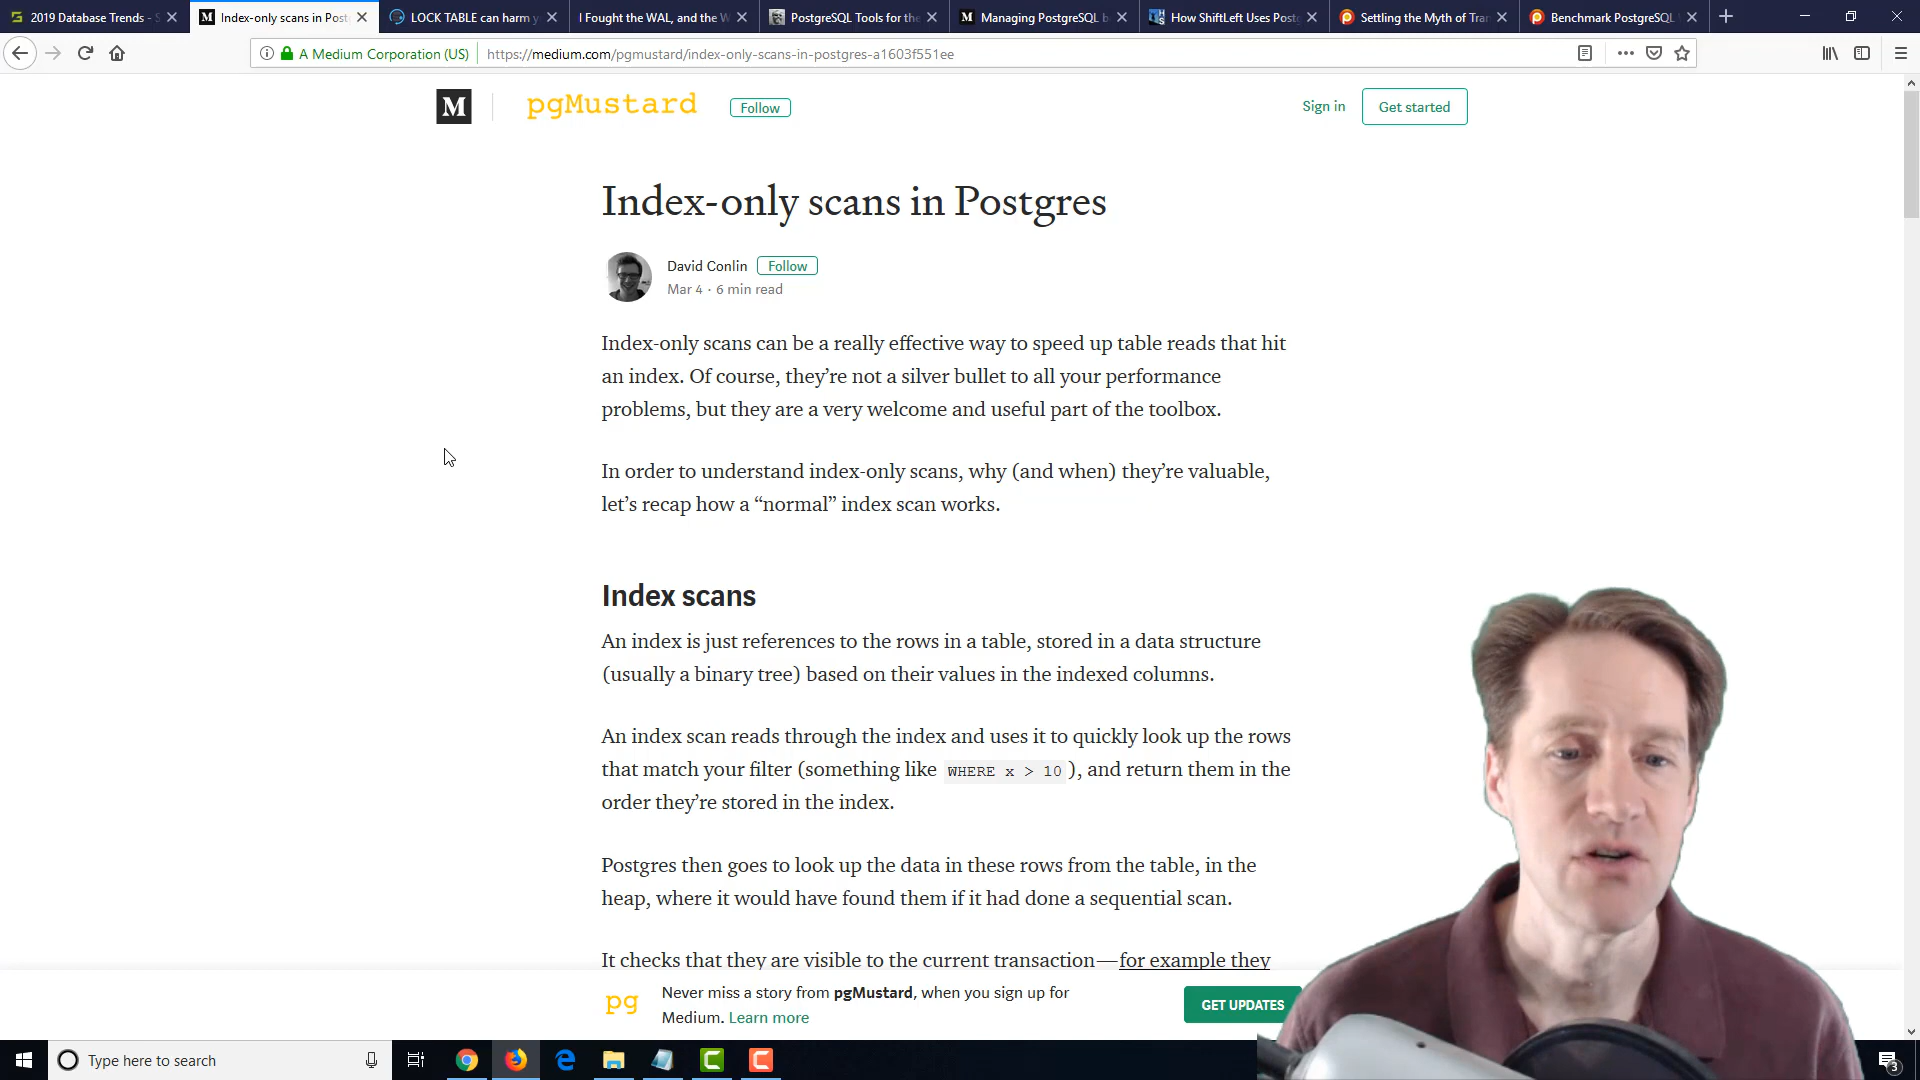 2019 Database Trends - S
Index-only scans in Post
LOCK TABLE can harm y
I Fought the WAL, and the W
PostgreSQL Tools for the
Managing PostgreSQL b
How ShiftLeft Uses Postg
Settling the Myth of Tran
Benchmark PostgreSQL
A Medium Corporation (US)
https://medium.com/pgmustard/index-only-scans-in-postgres-a1603f551ee
M
pgMustard
Follow
Sign in
Get started
Index-only scans in Postgres
David Conlin
Follow
Mar 4 · 6 min read
Index-only scans can be a really effective way to speed up table reads that hit
an index. Of course, they’re not a silver bullet to all your performance
problems, but they are a very welcome and useful part of the toolbox.
In order to understand index-only scans, why (and when) they’re valuable,
let’s recap how a “normal” index scan works.
Index scans
An index is just references to the rows in a table, stored in a data structure
(usually a binary tree) based on their values in the indexed columns.
An index scan reads through the index and uses it to quickly look up the rows
that match your filter (something like WHERE x > 10 ), and return them in the
order they’re stored in the index.
Postgres then goes to look up the data in these rows from the table, in the
heap, where it would have found them if it had done a sequential scan.
It checks that they are visible to the current transaction—for example they
pg
Never miss a story from pgMustard, when you sign up for
Medium. Learn more
GET UPDATES
Type here to search
3